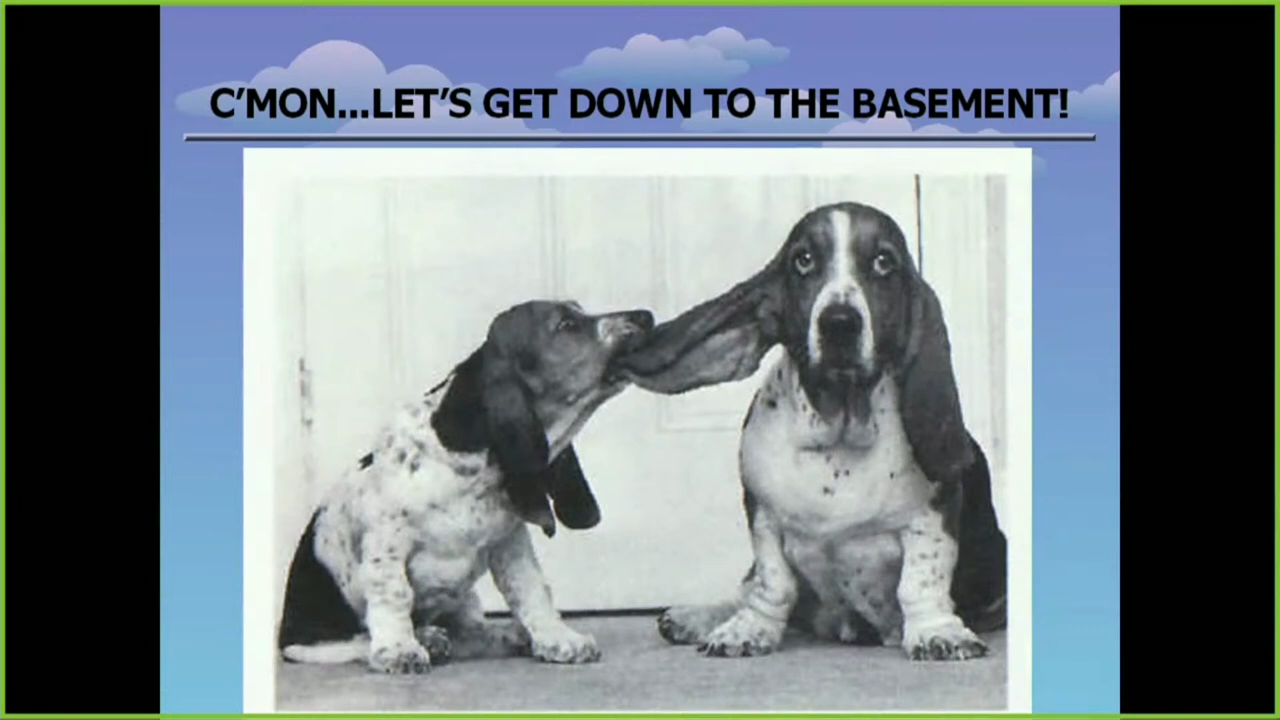 C’MON...LET’S GET DOWN TO THE BASEMENT!